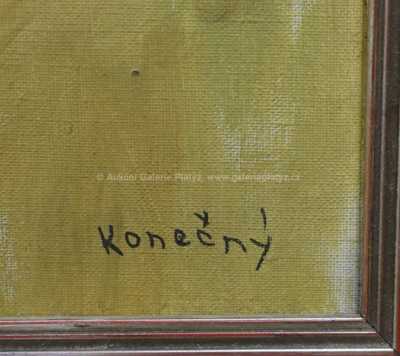 © Aukční Galerie Platýz, www.galerieplatyz.cz
Konečný